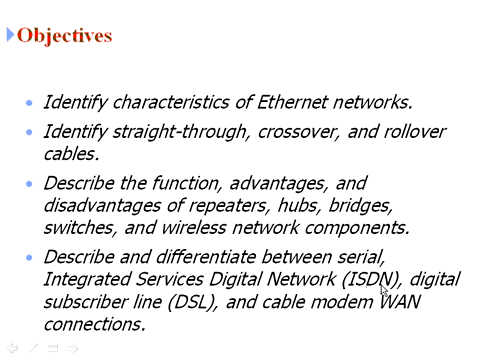 Objectives
Identify characteristics of Ethernet networks.
Identify straight-through, crossover, and rollover
cables.
Describe the function, advantages, and
disadvantages of repeaters, hubs, bridges,
switches, and wireless network components.
Describe and differentiate between serial,
Integrated Services Digital Network (ISDN), digital
subscriber line (DSL), and cable modem WAN
connections.